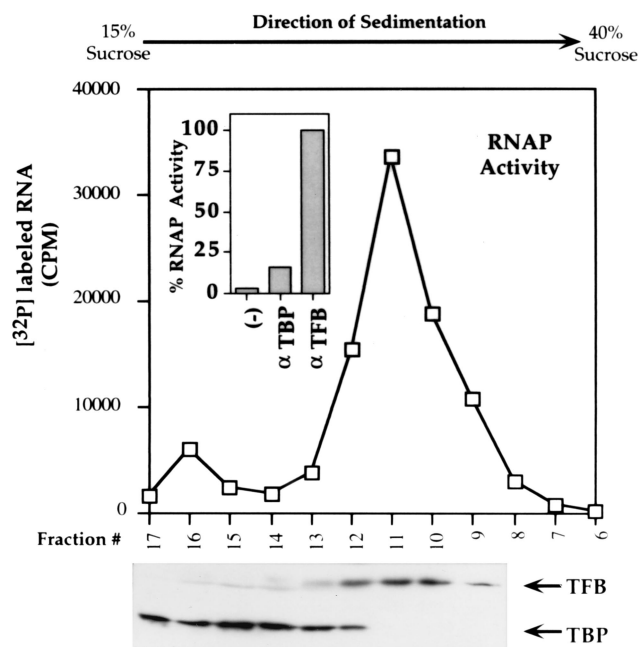 Direction of Sedimentation
15%
Sucrose
40%
Sucrose
40000
30000
20000
10000
0
[³²P] labeled RNA
(CPM)
RNAP
Activity
% RNAP Activity
100
75
50
25
0
(-)
α TBP
α TFB
Fraction #
17 16 15 14 13 12 11 10 9 8 7 6
TFB
TBP